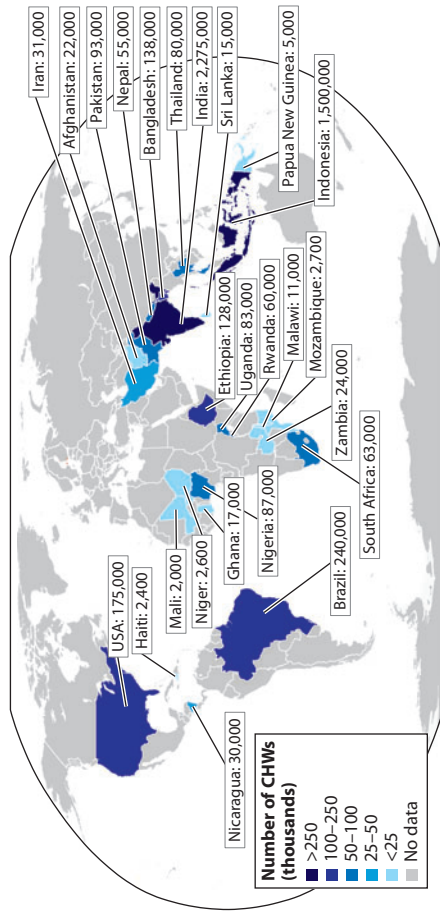 Iran: 31,000
Afghanistan: 22,000
Pakistan: 93,000
Nepal: 55,000
Bangladesh: 138,000
Thailand: 80,000
India: 2,275,000
Sri Lanka: 15,000
Papua New Guinea: 5,000
Indonesia: 1,500,000
USA: 175,000
Haiti: 2,400
Mali: 2,000
Niger: 2,600
Ghana: 17,000
Nigeria: 87,000
Ethiopia: 128,000
Uganda: 83,000
Rwanda: 60,000
Malawi: 11,000
Mozambique: 2,700
Zambia: 24,000
South Africa: 63,000
Brazil: 240,000
Nicaragua: 30,000
Number of CHWs
(thousands)
>250
100–250
50–100
25–50
<25
No data